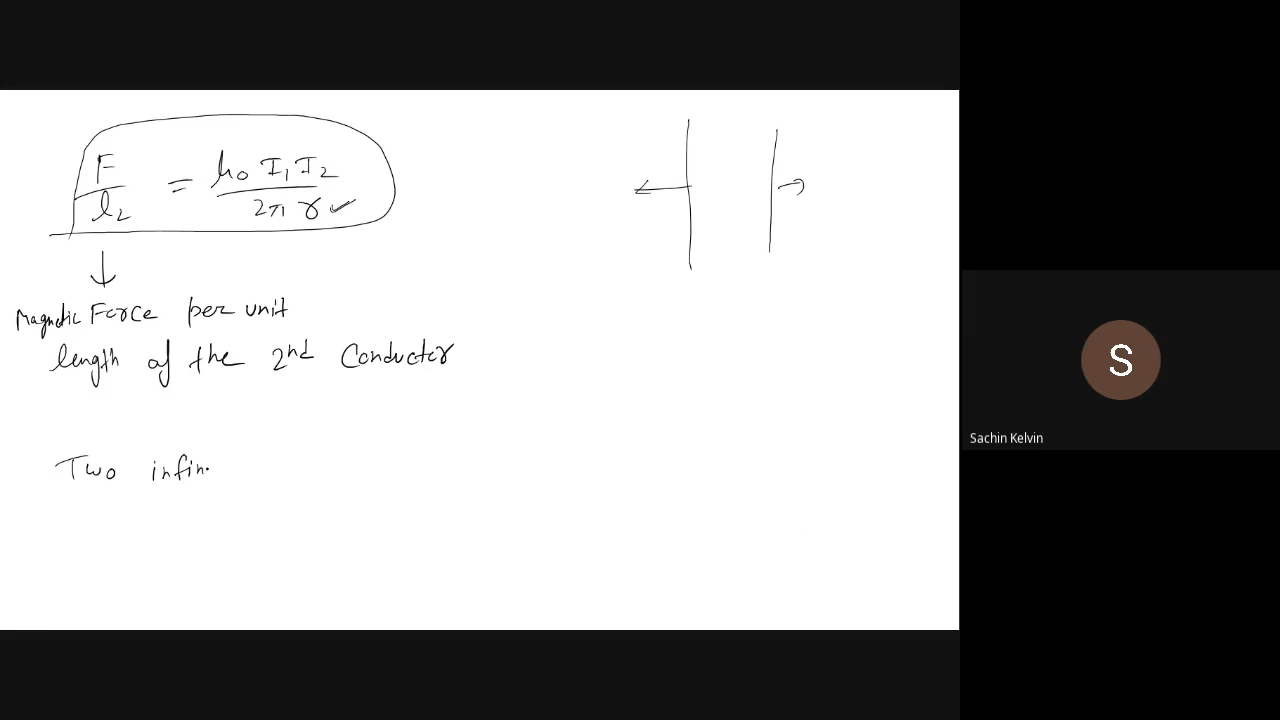 F/l₂ = μ₀ I₁ I₂ / 2π r
Magnetic Force per unit
length of the 2nd Conductor
Two infin
S
Sachin Kelvin